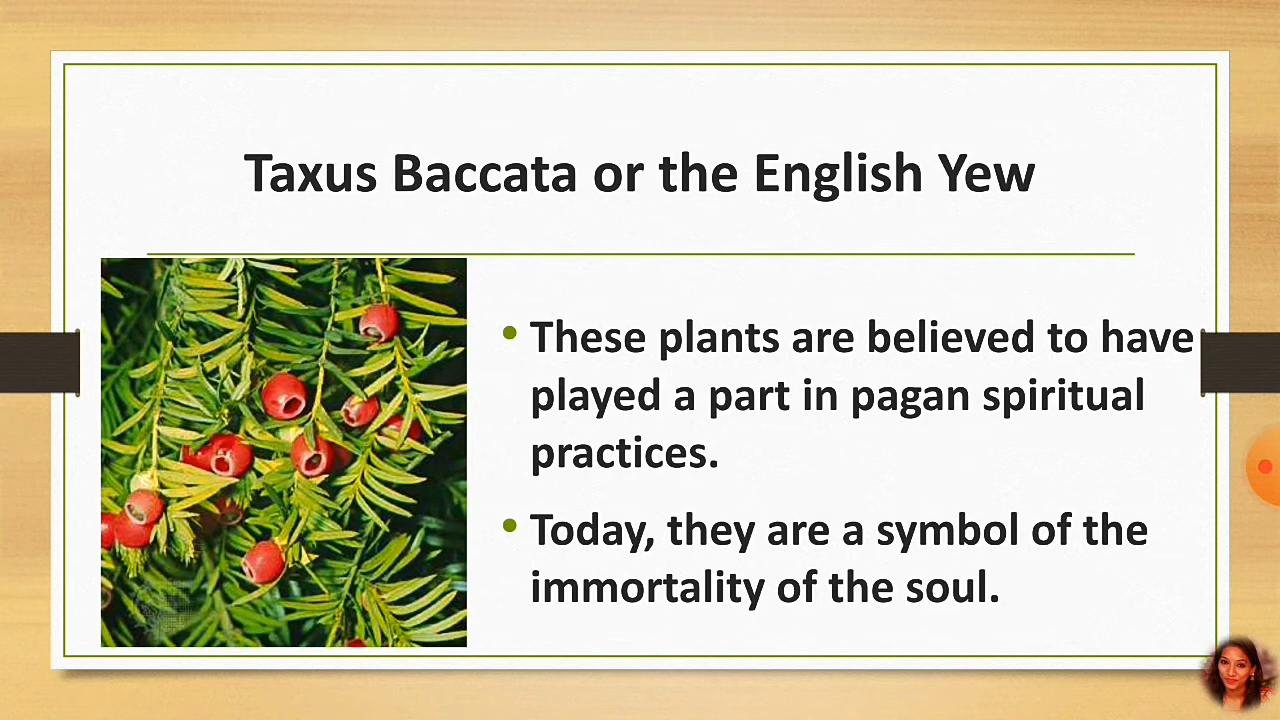 Taxus Baccata or the English Yew
• These plants are believed to have
played a part in pagan spiritual
practices.
• Today, they are a symbol of the
immortality of the soul.